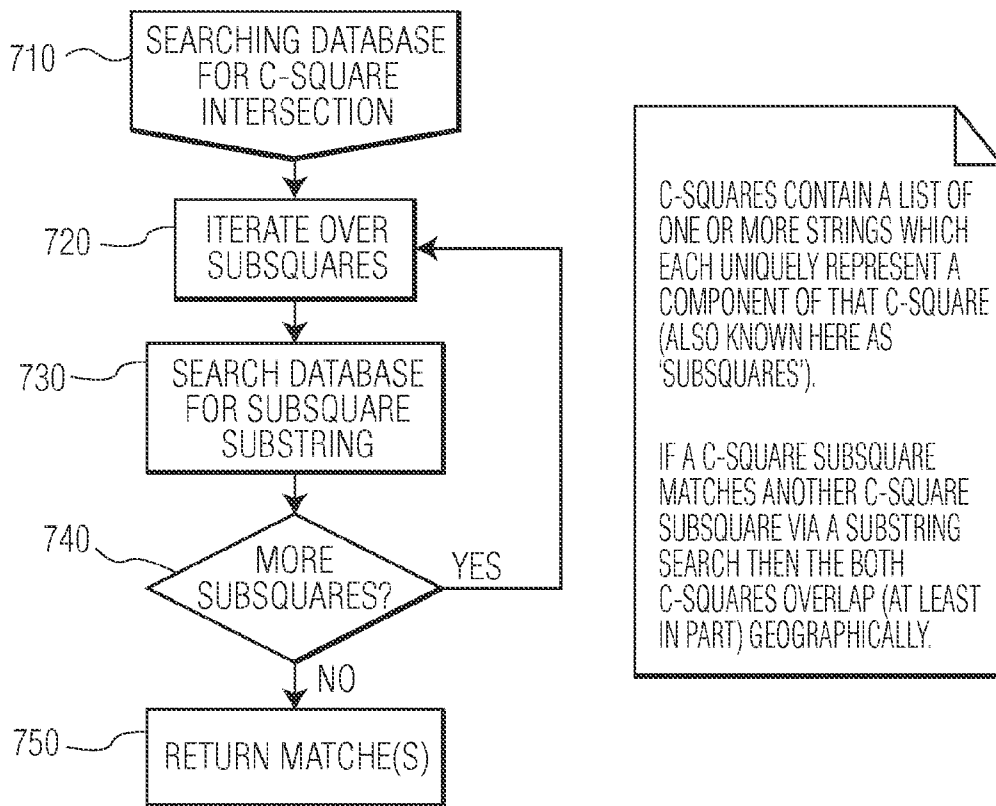 710
SEARCHING DATABASE
FOR C-SQUARE
INTERSECTION
720
ITERATE OVER
SUBSQUARES
730
SEARCH DATABASE
FOR SUBSQUARE
SUBSTRING
740
MORE
SUBSQUARES?
YES
NO
750
RETURN MATCHE(S)
C-SQUARES CONTAIN A LIST OF
ONE OR MORE STRINGS WHICH
EACH UNIQUELY REPRESENT A
COMPONENT OF THAT C-SQUARE
(ALSO KNOWN HERE AS
'SUBSQUARES').
IF A C-SQUARE SUBSQUARE
MATCHES ANOTHER C-SQUARE
SUBSQUARE VIA A SUBSTRING
SEARCH THEN THE BOTH
C-SQUARES OVERLAP (AT LEAST
IN PART) GEOGRAPHICALLY.